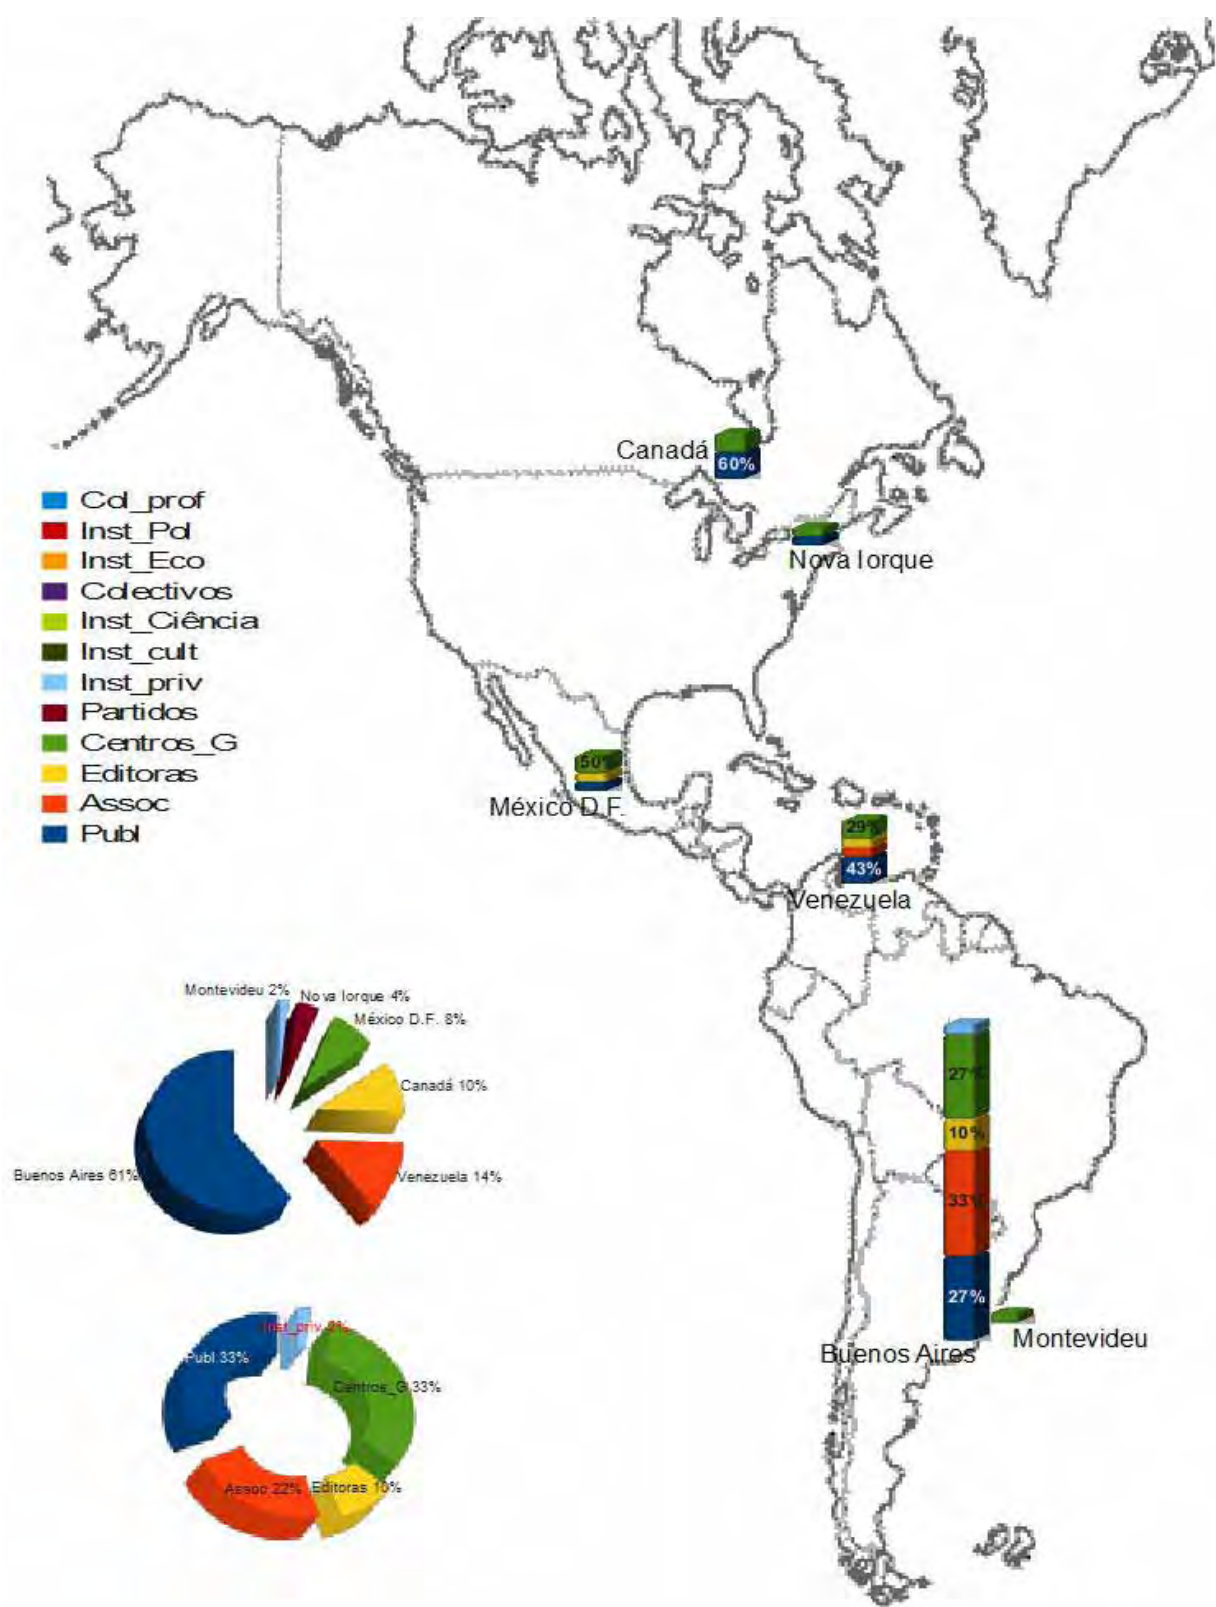 Canadá
60%
Nova Iorque
Col_prof
Inst_Pol
Inst_Eco
Colectivos
Inst_Ciência
Inst_cult
Inst_priv
Partidos
Centros_G
Editoras
Assoc
Publ
50%
México D.F.
29%
43%
Venezuela
Montevideu 2%
Nova Iorque 4%
México D.F. 8%
Canadá 10%
Buenos Aires 61%
Venezuela 14%
27%
10%
33%
27%
Buenos Aires
Montevideu
Inst_priv 2%
Publ 33%
Centros_G 33%
Assoc 22%
Editoras 10%